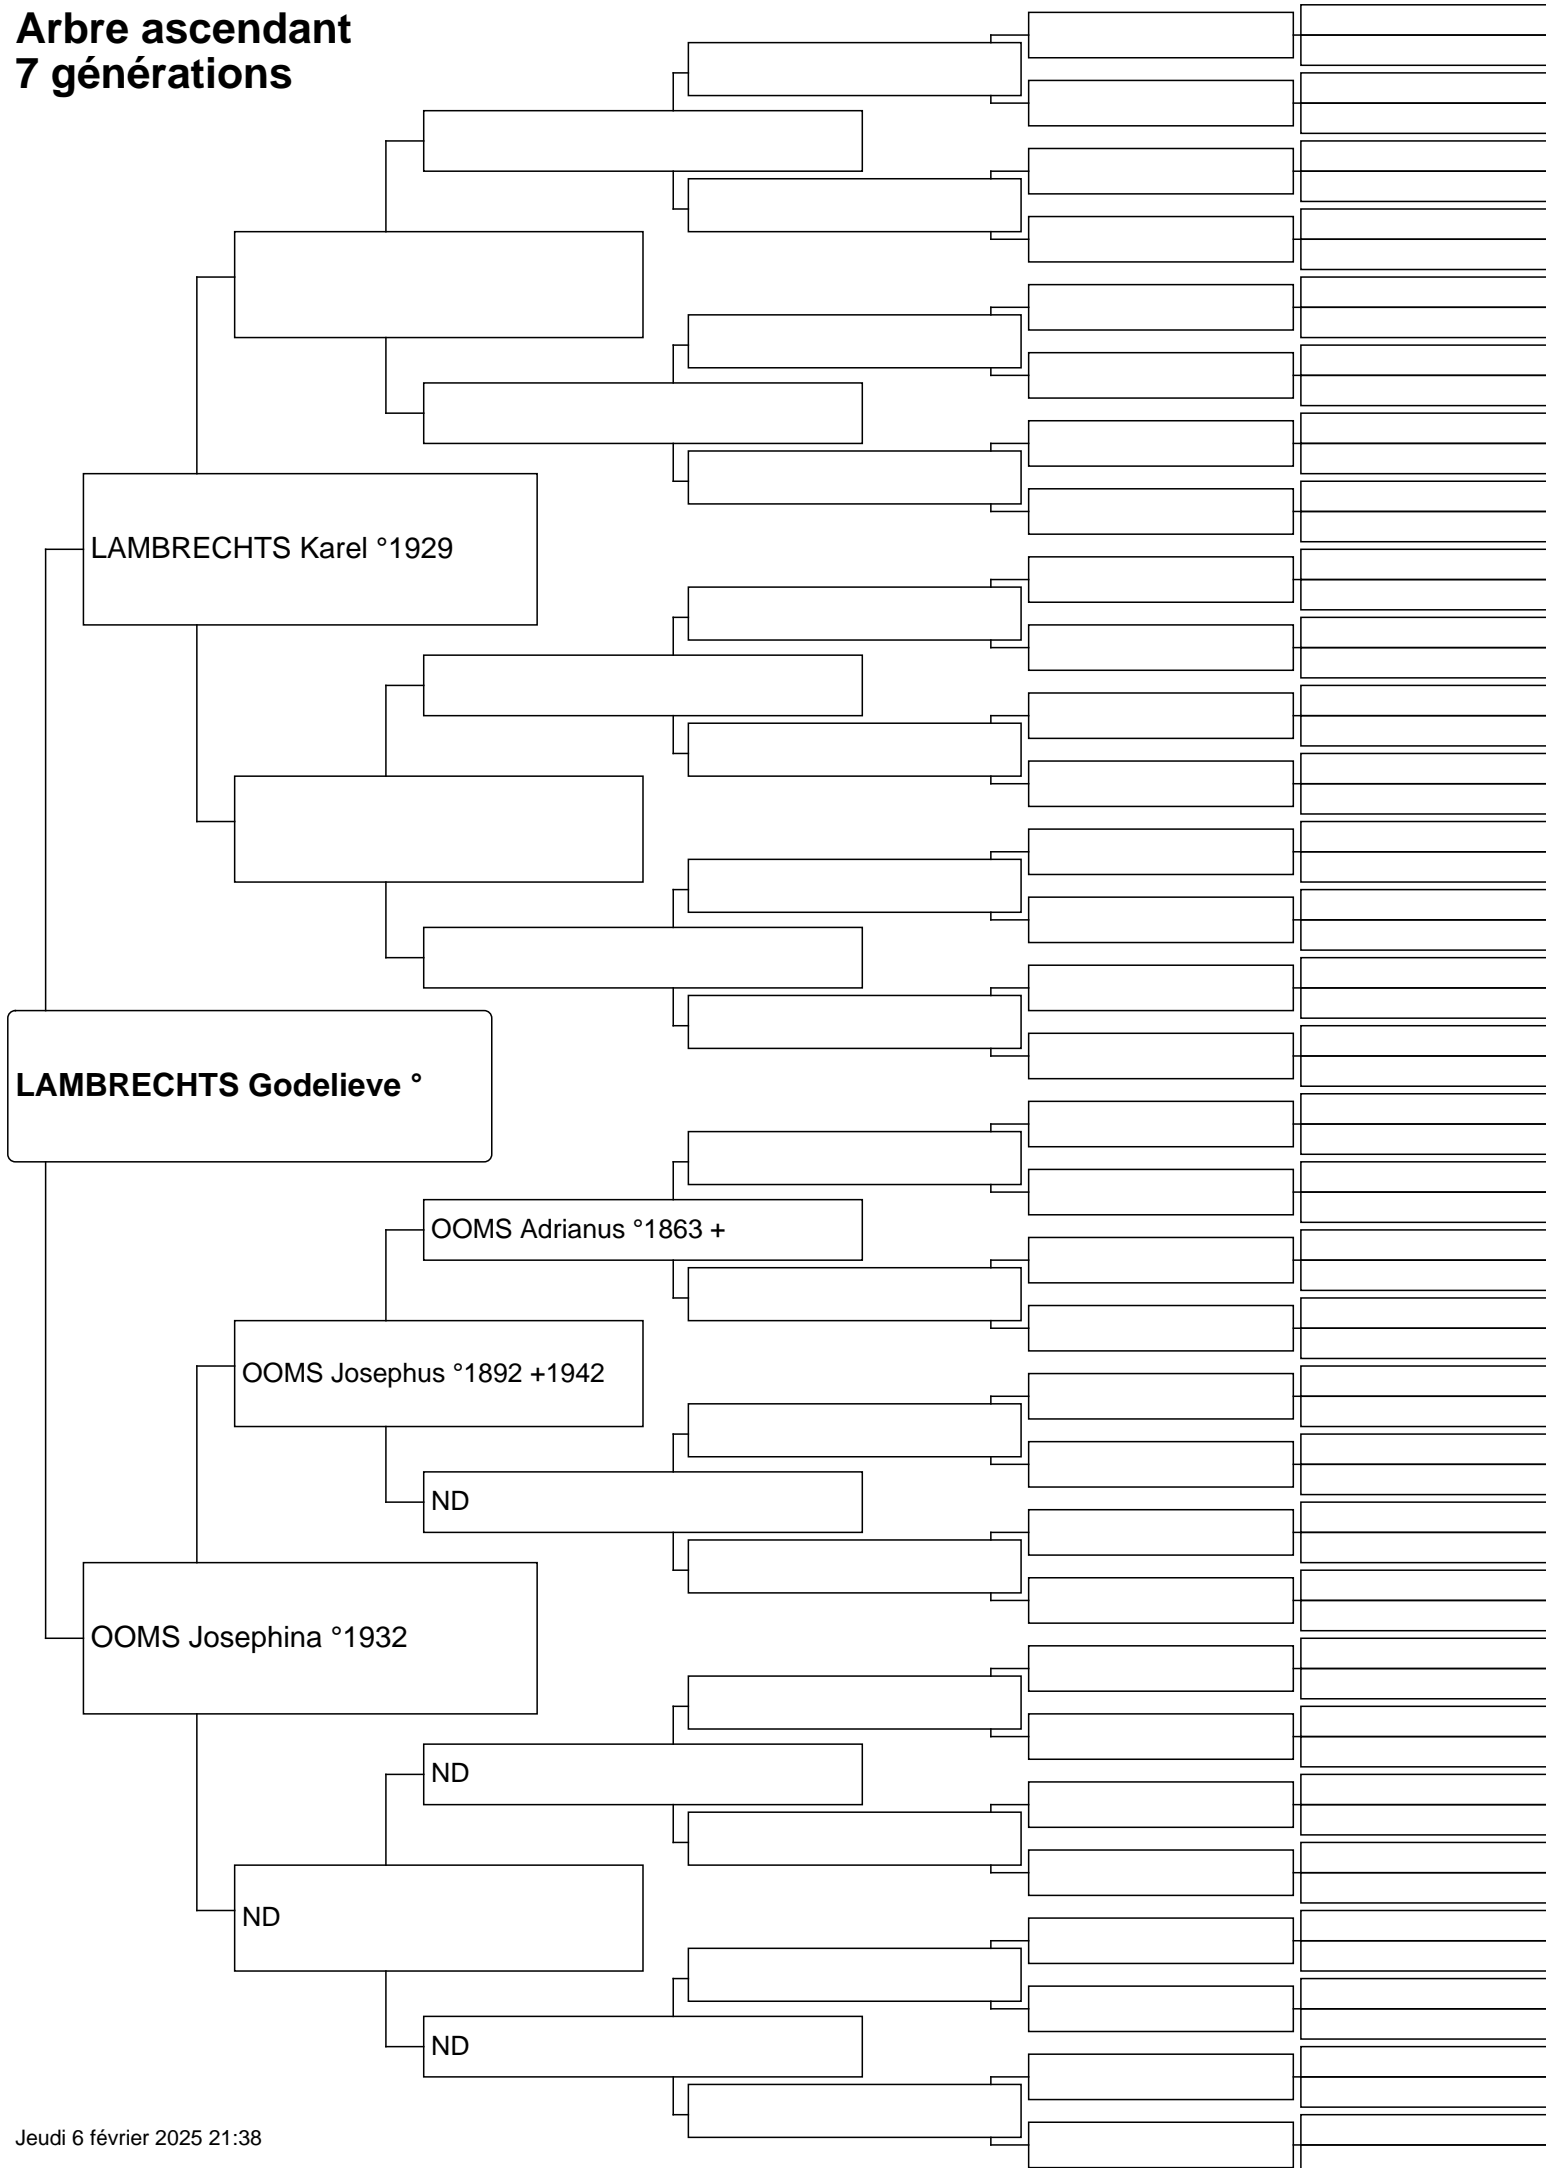 Arbre ascendant
7 générations
LAMBRECHTS Karel °1929
LAMBRECHTS Godelieve °
OOMS Adrianus °1863 +
OOMS Josephus °1892 +1942
ND
OOMS Josephina °1932
ND
ND
ND
Jeudi 6 février 2025 21:38